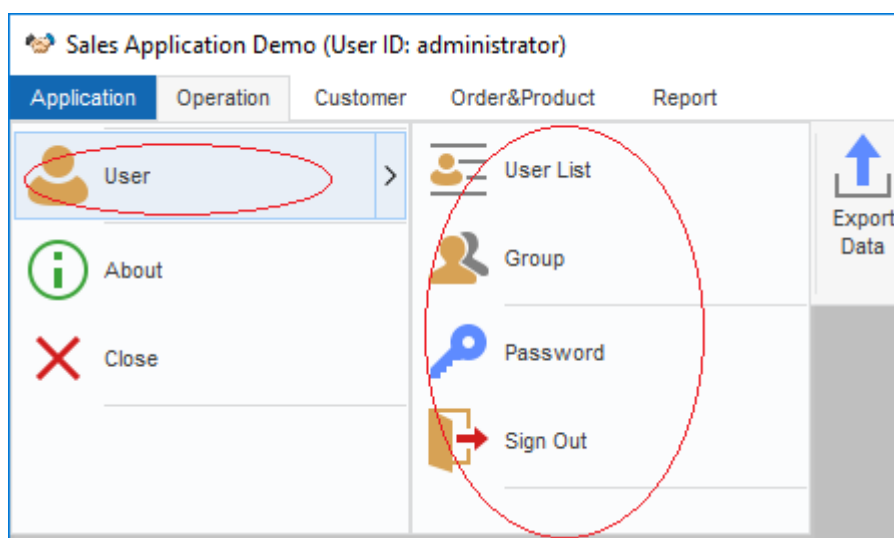 Sales Application Demo (User ID: administrator)
Application Operation Customer Order&Product Report
User
About
Close
User List
Group
Password
Sign Out
Export
Data